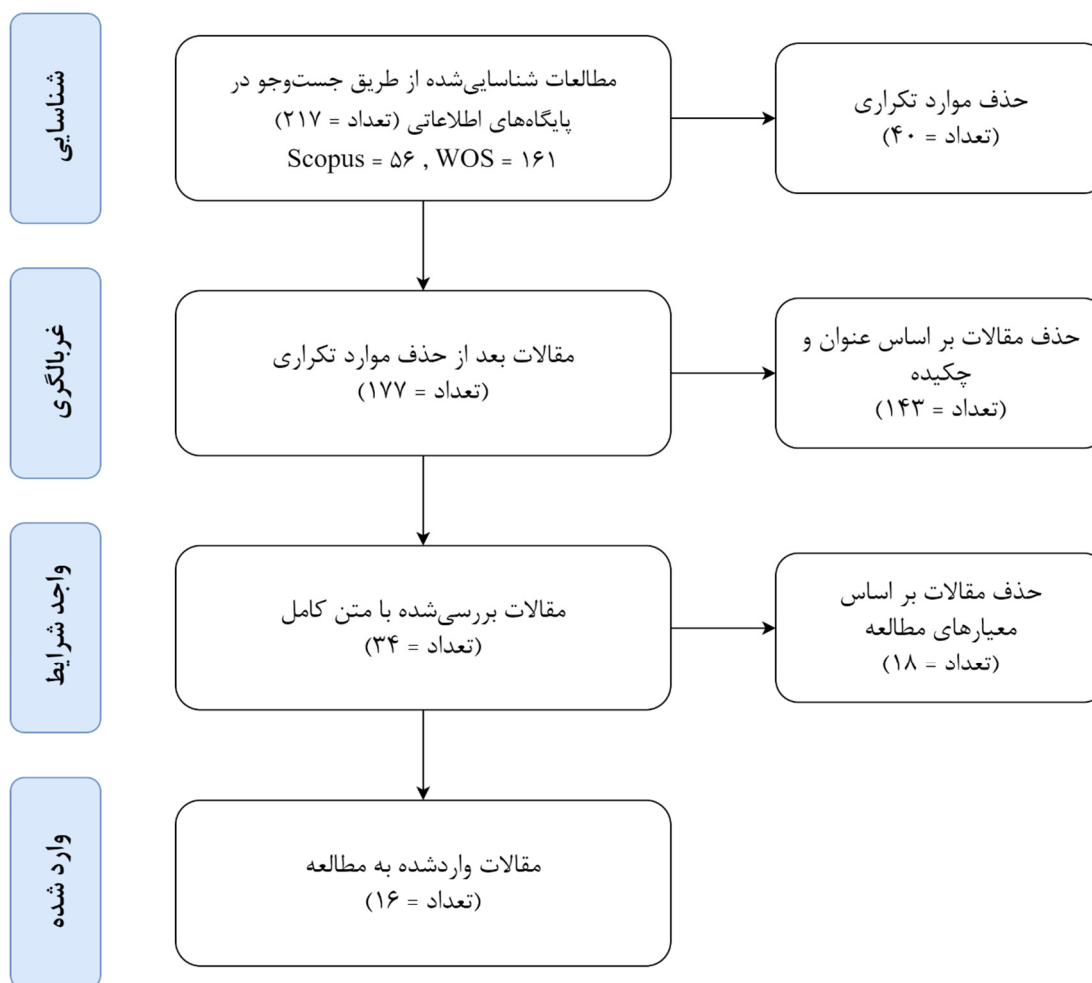 شناسایی
مطالعات شناسایی‌شده از طریق جست‌وجو در
پایگاه‌های اطلاعاتی (تعداد = ۲۱۷)
Scopus = ۵۶ , WOS = ۱۶۱
حذف موارد تکراری
(تعداد = ۴۰)
غربالگری
مقالات بعد از حذف موارد تکراری
(تعداد = ۱۷۷)
حذف مقالات بر اساس عنوان و
چکیده
(تعداد = ۱۴۳)
واجد شرایط
مقالات بررسی‌شده با متن کامل
(تعداد = ۳۴)
حذف مقالات بر اساس
معیارهای مطالعه
(تعداد = ۱۸)
وارد شده
مقالات واردشده به مطالعه
(تعداد = ۱۶)